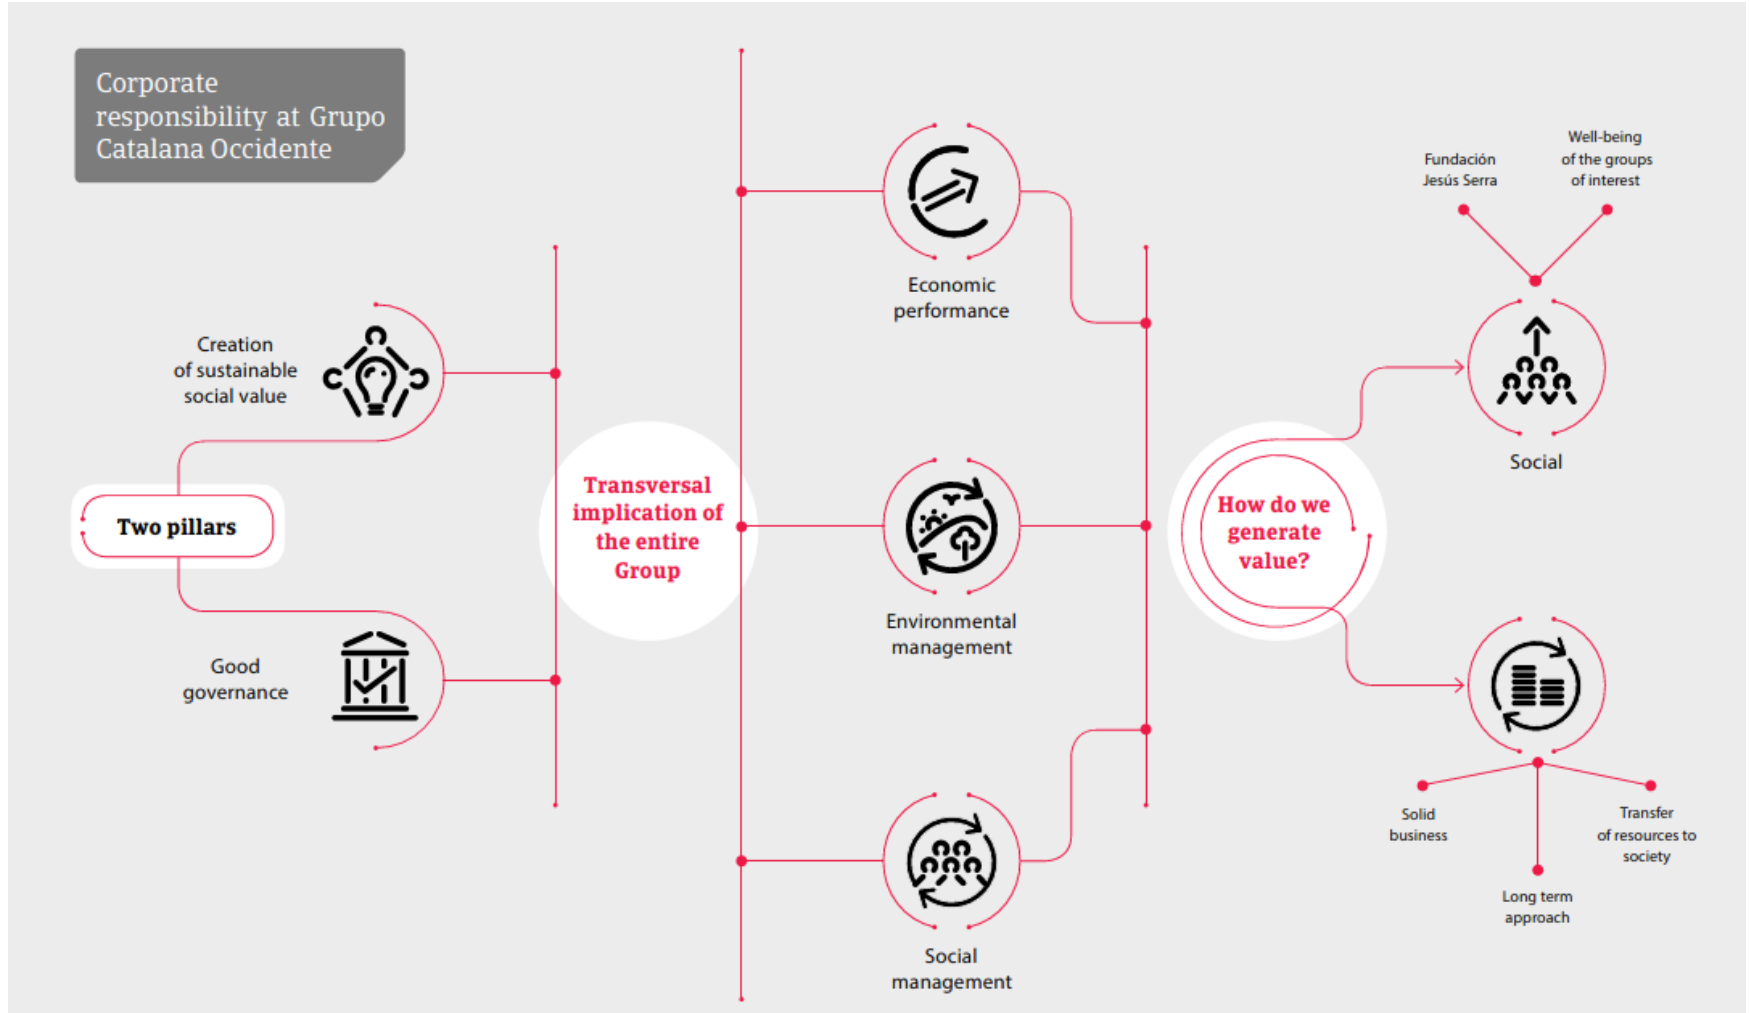 Corporate
responsibility at Grupo
Catalana Occidente
Two pillars
Creation
of sustainable
social value
Good
governance
Transversal
implication of
the entire
Group
Economic
performance
Environmental
management
Social
management
How do we
generate
value?
Fundación
Jesús Serra
Well-being
of the groups
of interest
Social
Solid
business
Long term
approach
Transfer
of resources to
society